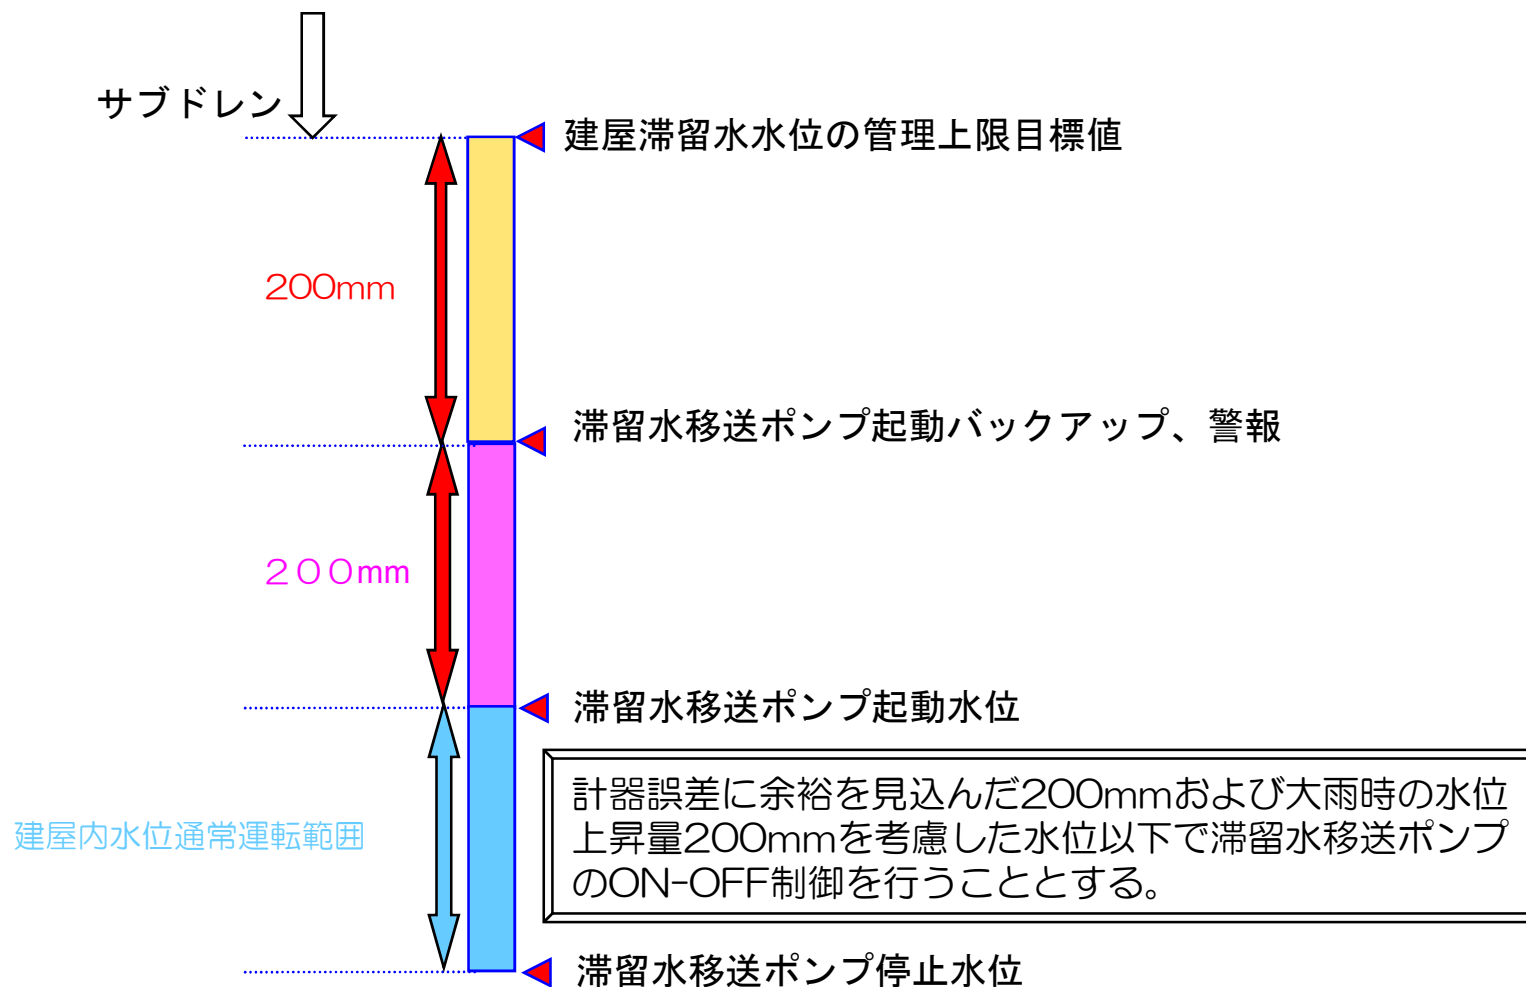 サブドレン
建屋滞留水水位の管理上限目標値
200mm
滞留水移送ポンプ起動バックアップ、警報
２００mm
滞留水移送ポンプ起動水位
計器誤差に余裕を見込んだ200mmおよび大雨時の水位
上昇量200mmを考慮した水位以下で滞留水移送ポンプ
のON-OFF制御を行うこととする。
建屋内水位通常運転範囲
滞留水移送ポンプ停止水位